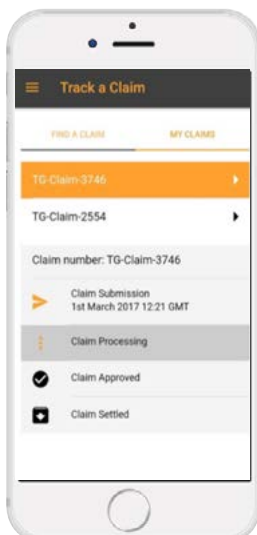 Track a Claim
FIND A CLAIM
MY CLAIMS
TG-Claim-3746
TG-Claim-2554
Claim number: TG-Claim-3746
Claim Submission
1st March 2017 12:21 GMT
Claim Processing
Claim Approved
Claim Settled